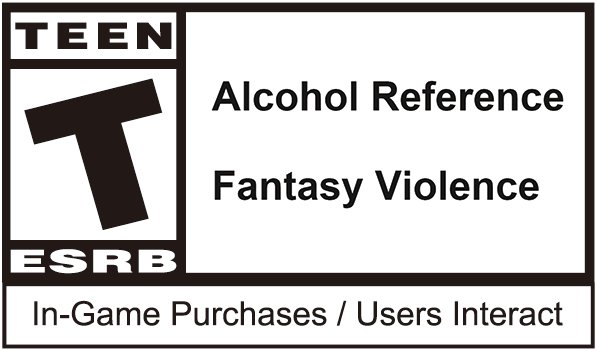 TEEN
T
ESRB
Alcohol Reference
Fantasy Violence
In-Game Purchases / Users Interact